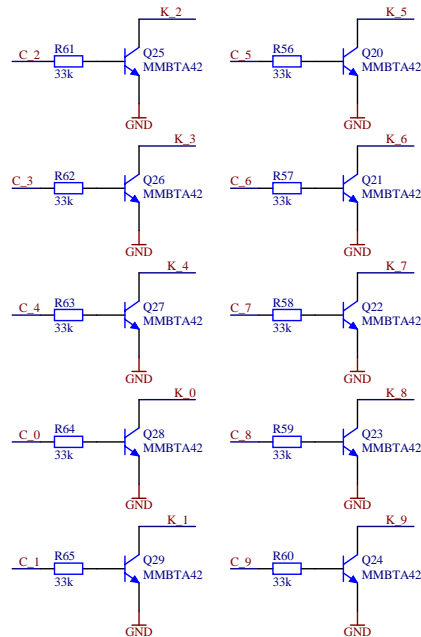 K_2
R61
Q25
C_2
MMBTA42
33k
GND
K_5
R56
Q20
C_5
MMBTA42
33k
GND
K_3
R62
Q26
C_3
MMBTA42
33k
GND
K_6
R57
Q21
C_6
MMBTA42
33k
GND
K_4
R63
Q27
C_4
MMBTA42
33k
GND
K_7
R58
Q22
C_7
MMBTA42
33k
GND
K_0
R64
Q28
C_0
MMBTA42
33k
GND
K_8
R59
Q23
C_8
MMBTA42
33k
GND
K_1
R65
Q29
C_1
MMBTA42
33k
GND
K_9
R60
Q24
C_9
MMBTA42
33k
GND